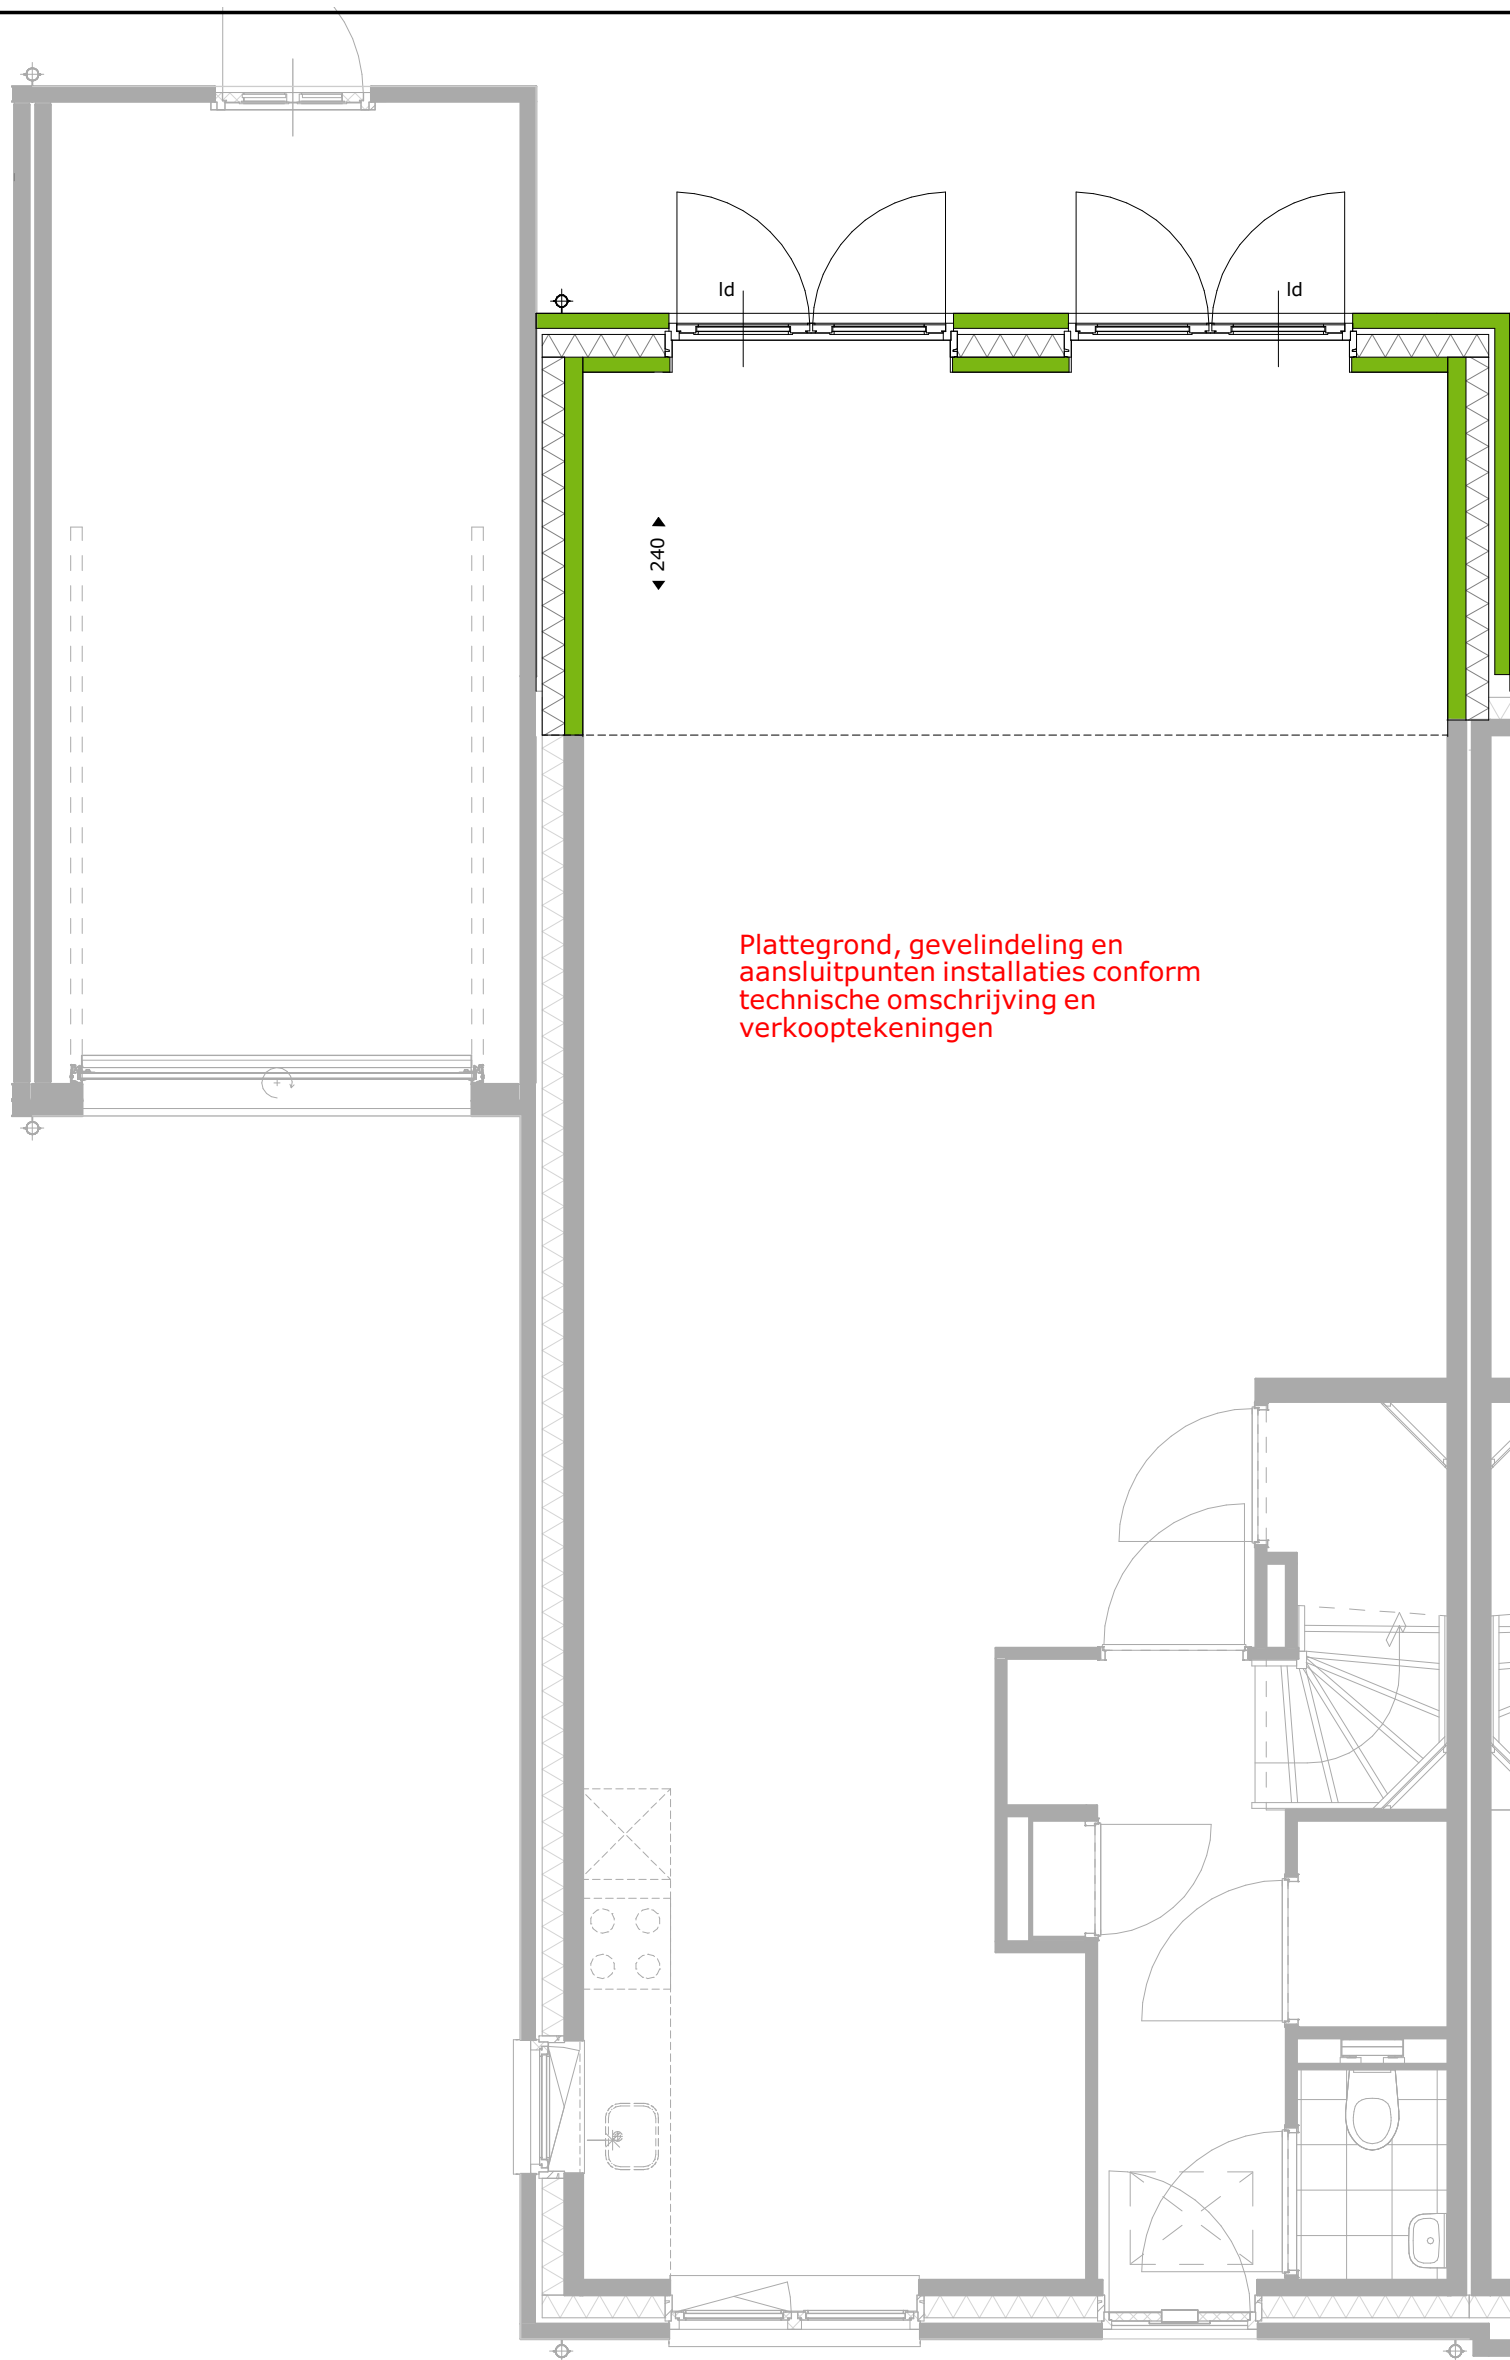 ld
ld
240
Plattegrond, gevelindeling en
aansluitpunten installaties conform
technische omschrijving en
verkooptekeningen